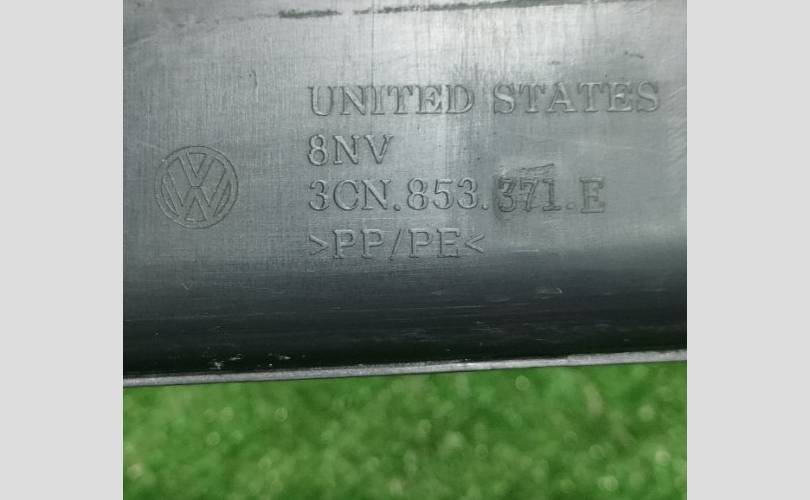 UNITED STATES
8NV
3CN.853.371.E
>PP/PE<